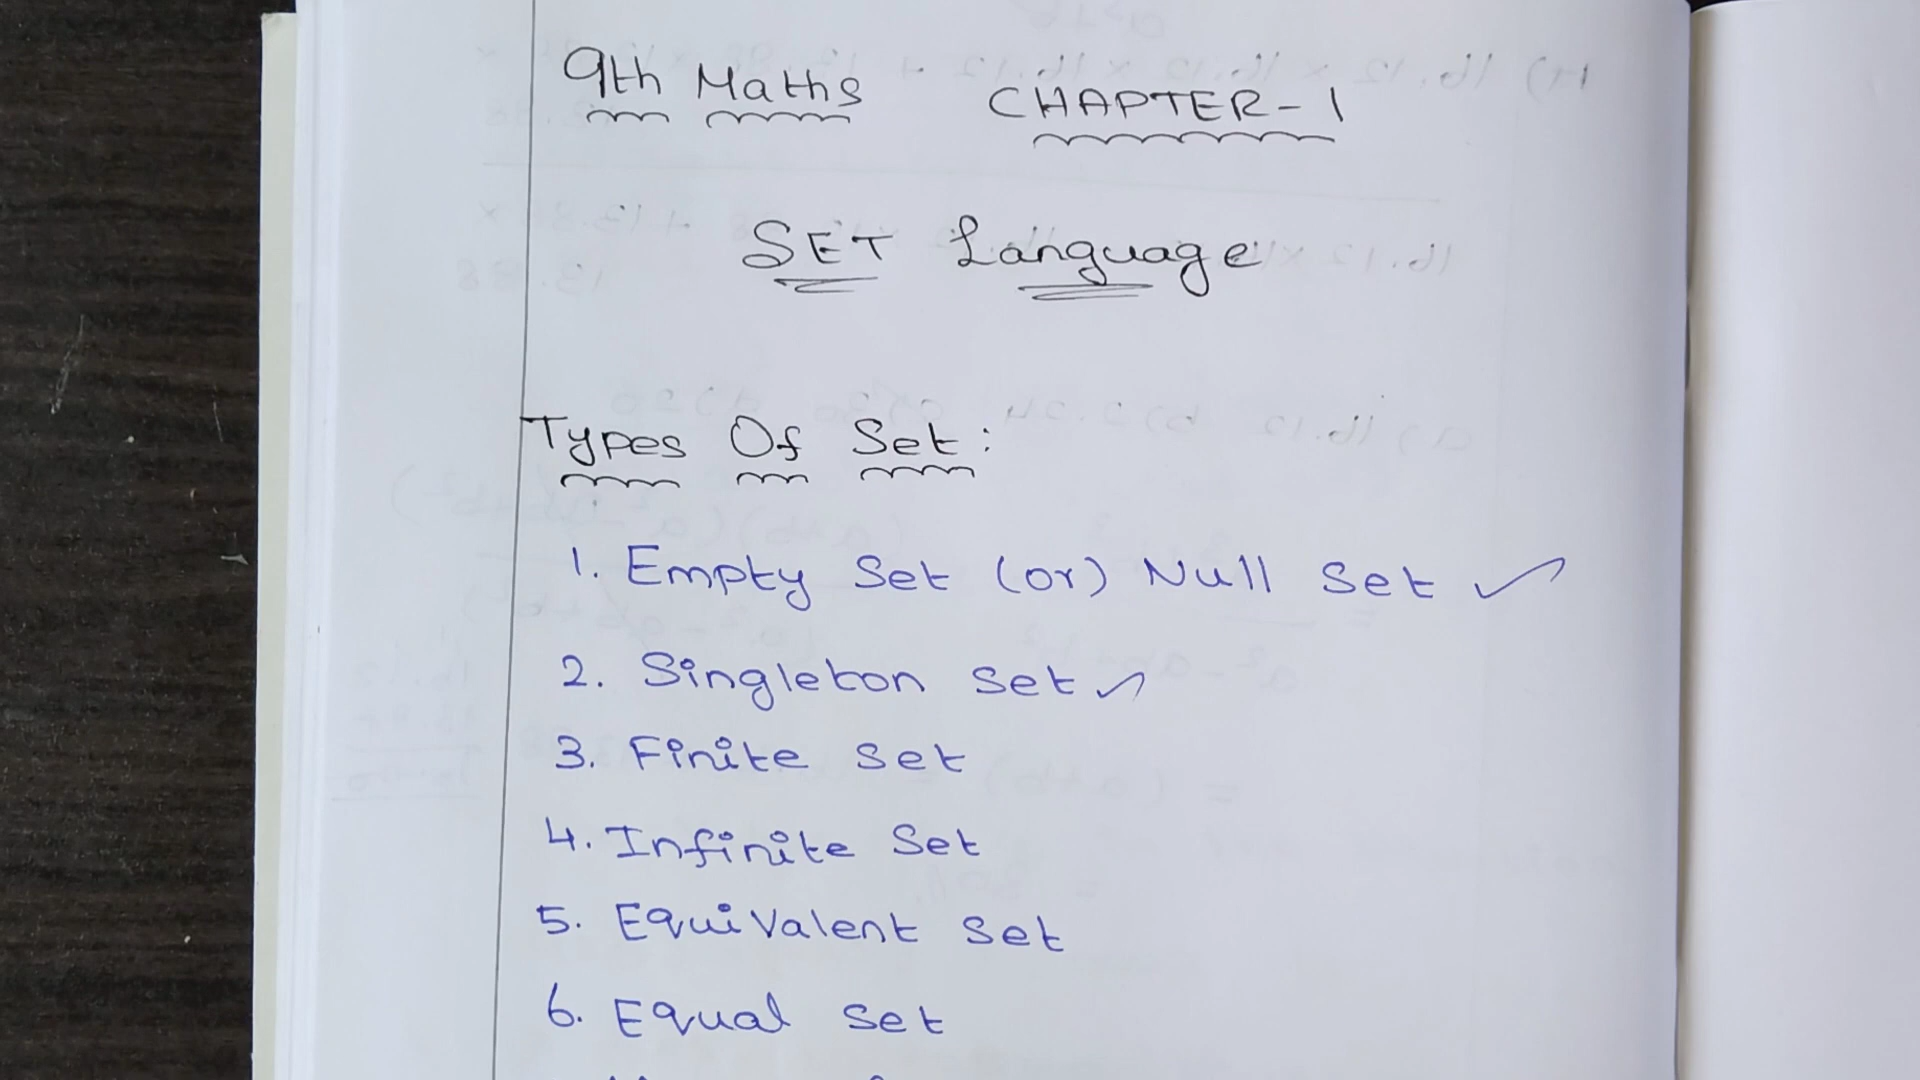 9th Maths CHAPTER-1
SET Language
Types Of Set:
1. Empty Set (or) Null Set ✓
2. Singleton Set ✓
3. Finite Set
4. Infinite Set
5. Equivalent Set
6. Equal Set